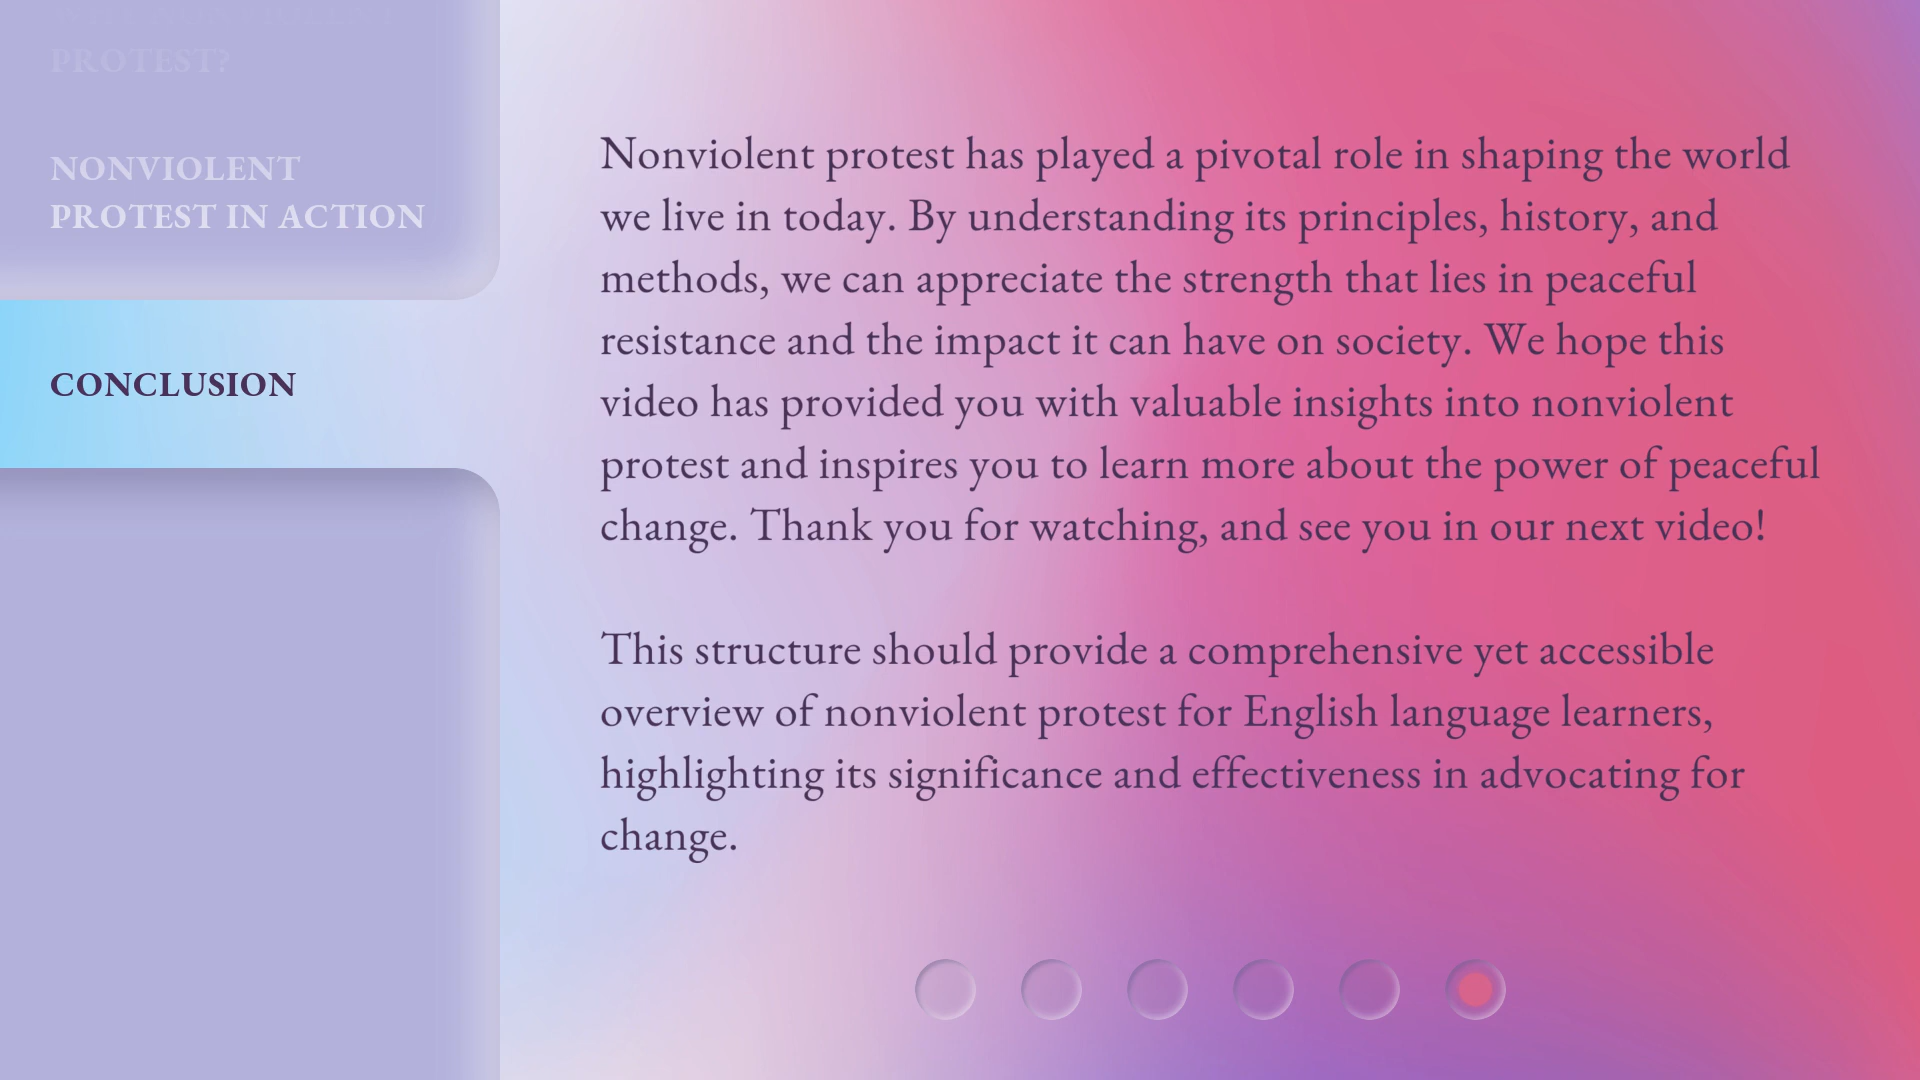 PROTEST?
NONVIOLENT
PROTEST IN ACTION
CONCLUSION
Nonviolent protest has played a pivotal role in shaping the world
we live in today. By understanding its principles, history, and
methods, we can appreciate the strength that lies in peaceful
resistance and the impact it can have on society. We hope this
video has provided you with valuable insights into nonviolent
protest and inspires you to learn more about the power of peaceful
change. Thank you for watching, and see you in our next video!
This structure should provide a comprehensive yet accessible
overview of nonviolent protest for English language learners,
highlighting its significance and effectiveness in advocating for
change.